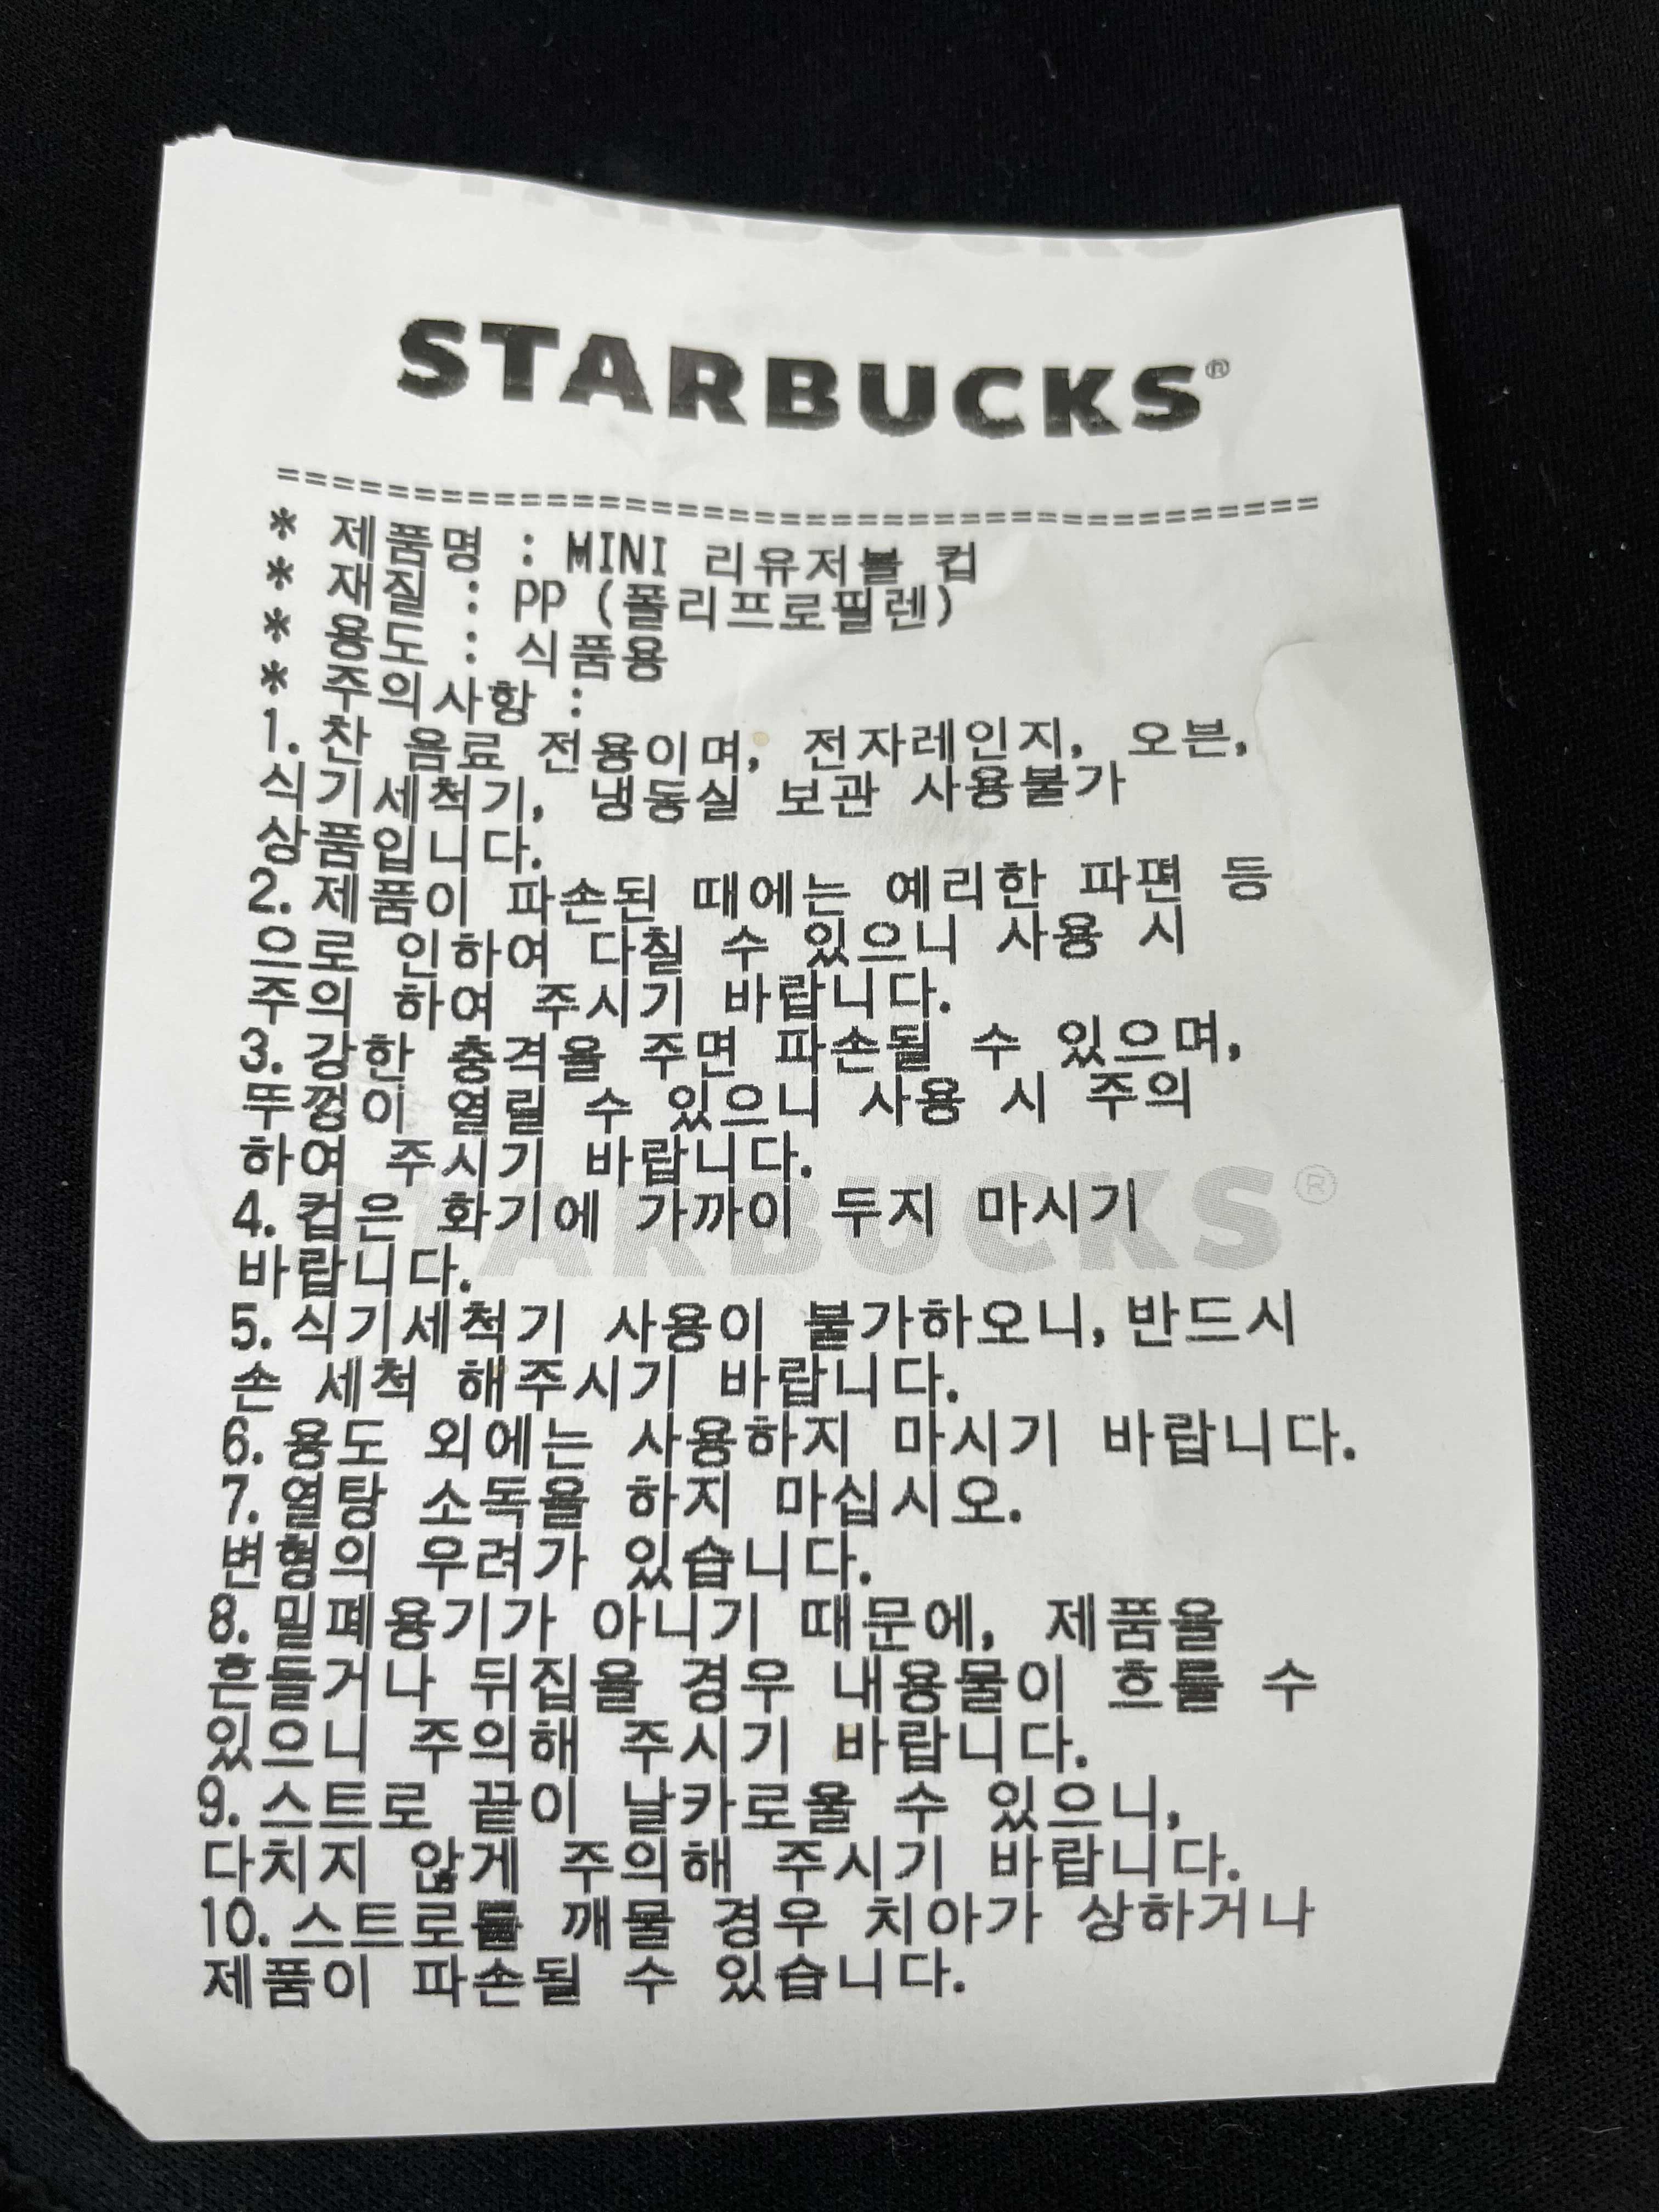 STARBUCKS®
======================================
* 제품명 : MINI 리유저블 컵
* 재질 : PP (폴리프로필렌)
* 용도 : 식품용
* 주의사항 :
1. 찬 음료 전용이며, 전자레인지, 오븐,
식기세척기, 냉동실 보관 사용불가
상품입니다.
2. 제품이 파손된 때에는 예리한 파편 등
으로 인하여 다칠 수 있으니 사용 시
주의 하여 주시기 바랍니다.
3. 강한 충격을 주면 파손될 수 있으며,
뚜껑이 열릴 수 있으니 사용 시 주의
하여 주시기 바랍니다.
4. 컵은 화기에 가까이 두지 마시기
바랍니다.
STARBUCKS®
5. 식기세척기 사용이 불가하오니, 반드시
손 세척 해주시기 바랍니다.
6. 용도 외에는 사용하지 마시기 바랍니다.
7. 열탕 소독을 하지 마십시오.
변형의 우려가 있습니다.
8. 밀폐용기가 아니기 때문에, 제품을
흔들거나 뒤집을 경우 내용물이 흐를 수
있으니 주의해 주시기 바랍니다.
9. 스트로 끝이 날카로울 수 있으니,
다치지 않게 주의해 주시기 바랍니다.
10. 스트로를 깨물 경우 치아가 상하거나
제품이 파손될 수 있습니다.